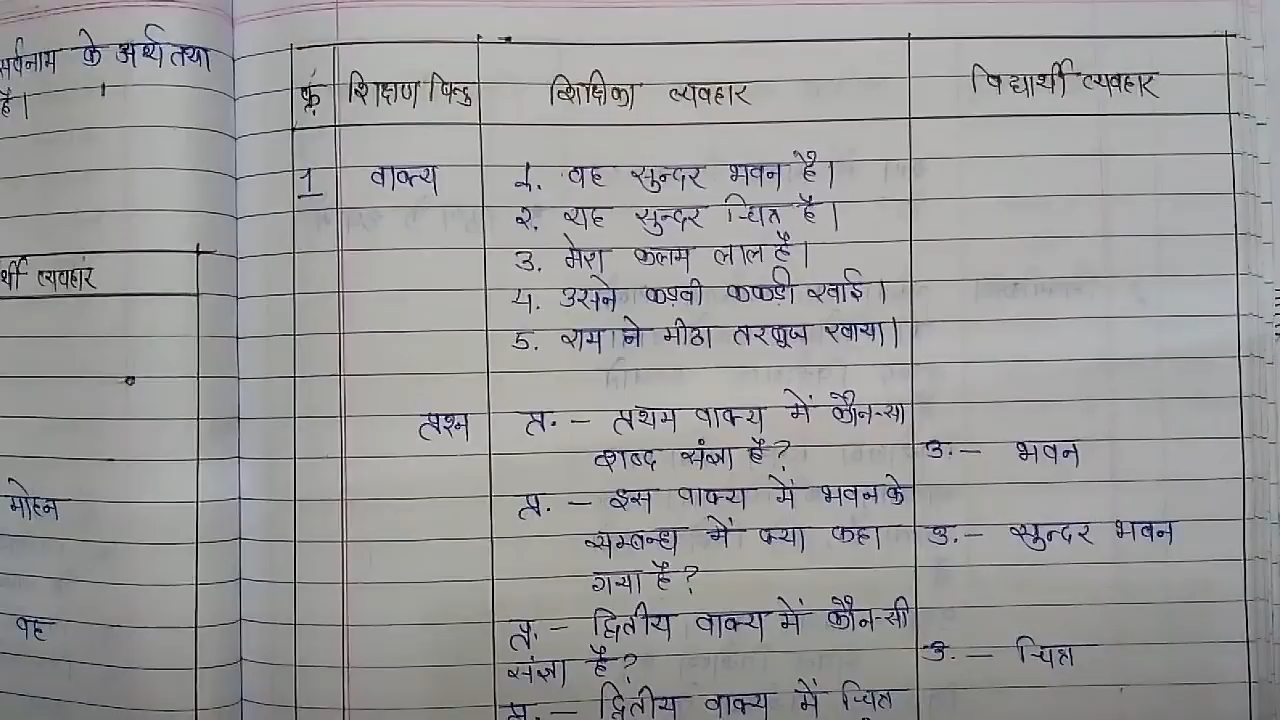 सर्वनाम के अर्थ तथा
है।
र्थी व्यवहार
मोहन
वह
क्रं शिक्षण बिन्दु शिक्षिका व्यवहार विद्यार्थी व्यवहार
1 वाक्य 1. वह सुन्दर भवन है।
२. यह सुन्दर चित्र है।
3. मेरा कलम लाल है।
4. उसने कड़वी ककड़ी खाई।
5. राम ने मीठा तरबूज खाया।
प्रश्न प्र. – प्रथम वाक्य में कौन-सा
शब्द संज्ञा है? उ.– भवन
प्र. – इस वाक्य में भवन के
सम्बन्ध में क्या कहा उ.– सुन्दर भवन
गया है?
प्र. – द्वितीय वाक्य में कौन-सी
संज्ञा है? उ. – चित्र
प्र. – द्वितीय वाक्य में चित्र